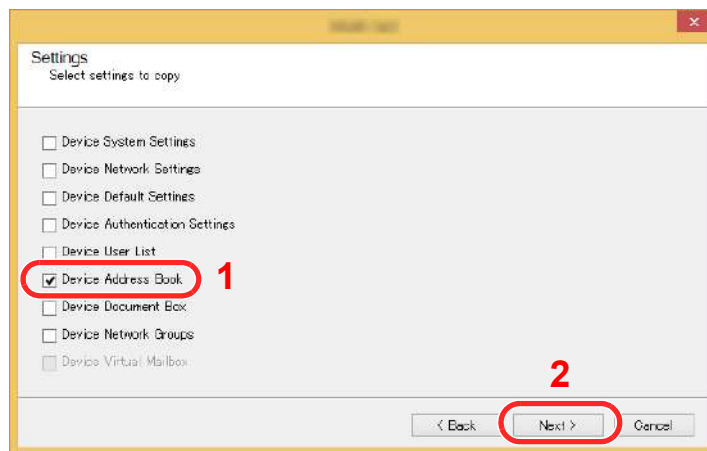 Settings
Select settings to copy
Device System Settings
Device Network Settings
Device Default Settings
Device Authentication Settings
Device User List
Device Address Book
1
Device Document Box
Device Network Groups
Device Virtual Mailbox
2
< Back
Next >
Cancel